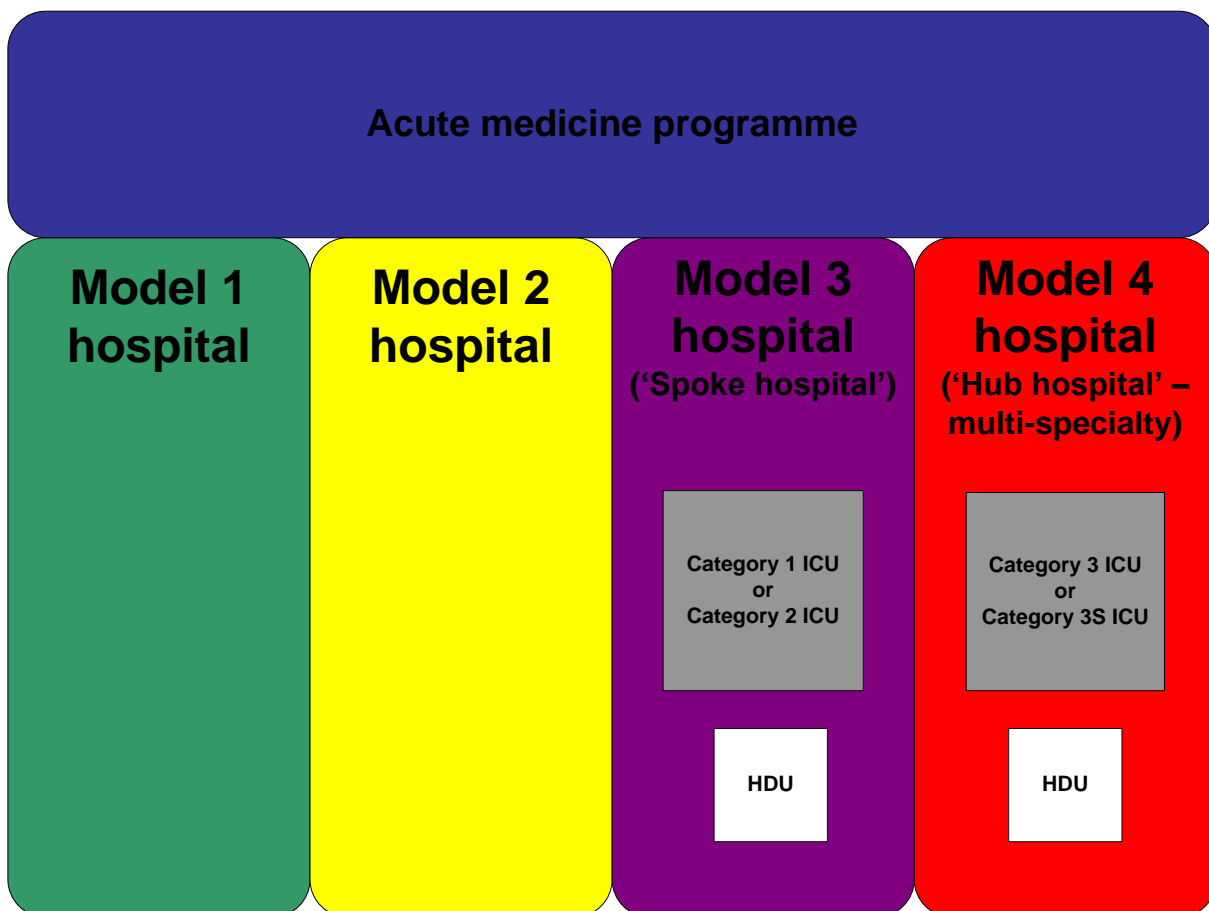 Acute medicine programme
Model 1
hospital
Model 2
hospital
Model 3
hospital
(‘Spoke hospital’)
Model 4
hospital
(‘Hub hospital’ –
multi-specialty)
Category 1 ICU
or
Category 2 ICU
Category 3 ICU
or
Category 3S ICU
HDU
HDU